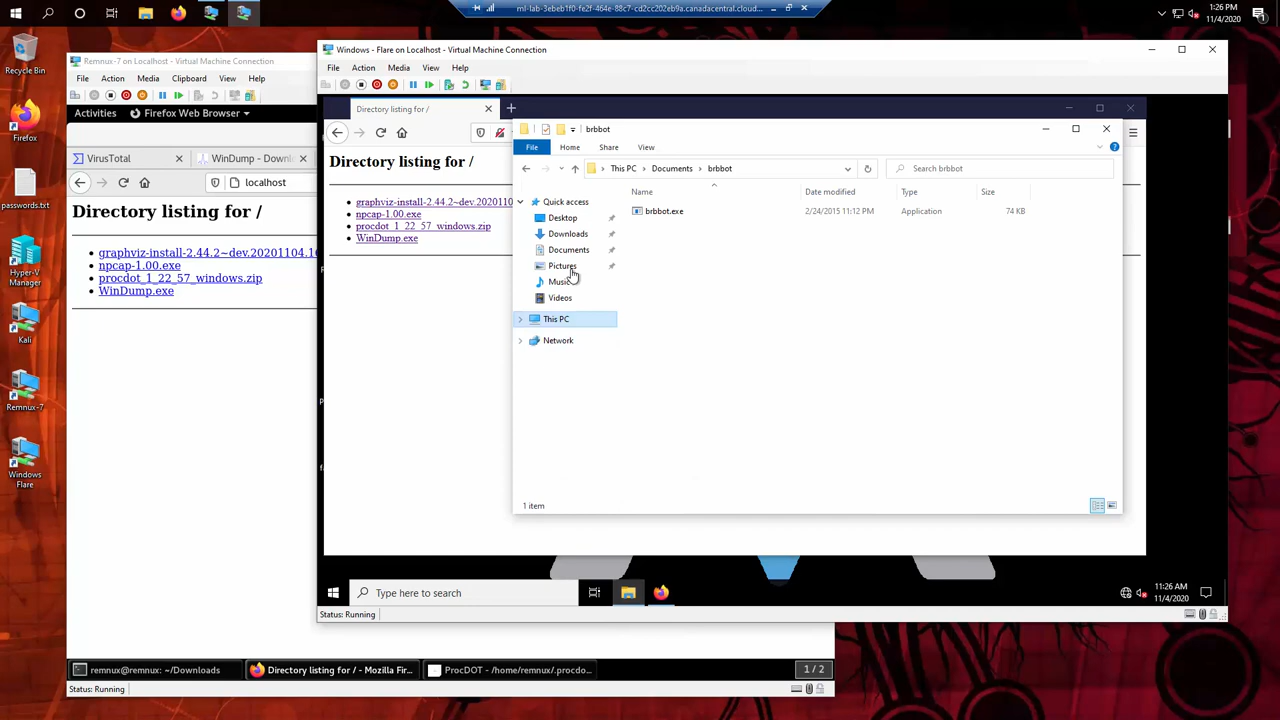 ml-lab-3ebeb1f0-fe2f-464e-88c7-cd2cc202eb9a.canadacentral.cloud...
1:26 PM
11/4/2020
Recycle Bin
Firefox
passwords.txt
Hyper-V
Manager
Kali
Remnux-7
Windows
Flare
Remnux-7 on Localhost - Virtual Machine Connection
File Action Media Clipboard View Help
Activities Firefox Web Browser
VirusTotal WinDump - Downl
localhost
Directory listing for /
graphviz-install-2.44.2~dev.20201104.16
npcap-1.00.exe
procdot_1_22_57_windows.zip
WinDump.exe
remnux@remnux: ~/Downloads
Directory listing for / - Mozilla Fir...
ProcDOT - /home/remnux/.procdo...
1 / 2
Status: Running
Windows - Flare on Localhost - Virtual Machine Connection
File Action Media View Help
Directory listing for /
Directory listing for /
graphviz-install-2.44.2~dev.20201104
npcap-1.00.exe
procdot_1_22_57_windows.zip
WinDump.exe
brbbot
File Home Share View
This PC Documents brbbot
Search brbbot
Name Date modified Type Size
brbbot.exe 2/24/2015 11:12 PM Application 74 KB
Quick access
Desktop
Downloads
Documents
Pictures
Music
Videos
This PC
Network
1 item
Type here to search
11:26 AM
11/4/2020
Status: Running